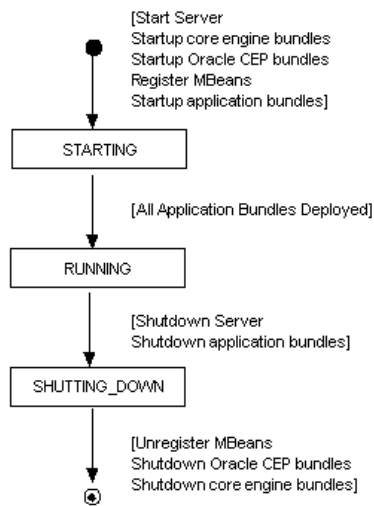 [Start Server
Startup core engine bundles
Startup Oracle CEP bundles
Register MBeans
Startup application bundles]
STARTING
[All Application Bundles Deployed]
RUNNING
[Shutdown Server
Shutdown application bundles]
SHUTTING_DOWN
[Unregister MBeans
Shutdown Oracle CEP bundles
Shutdown core engine bundles]